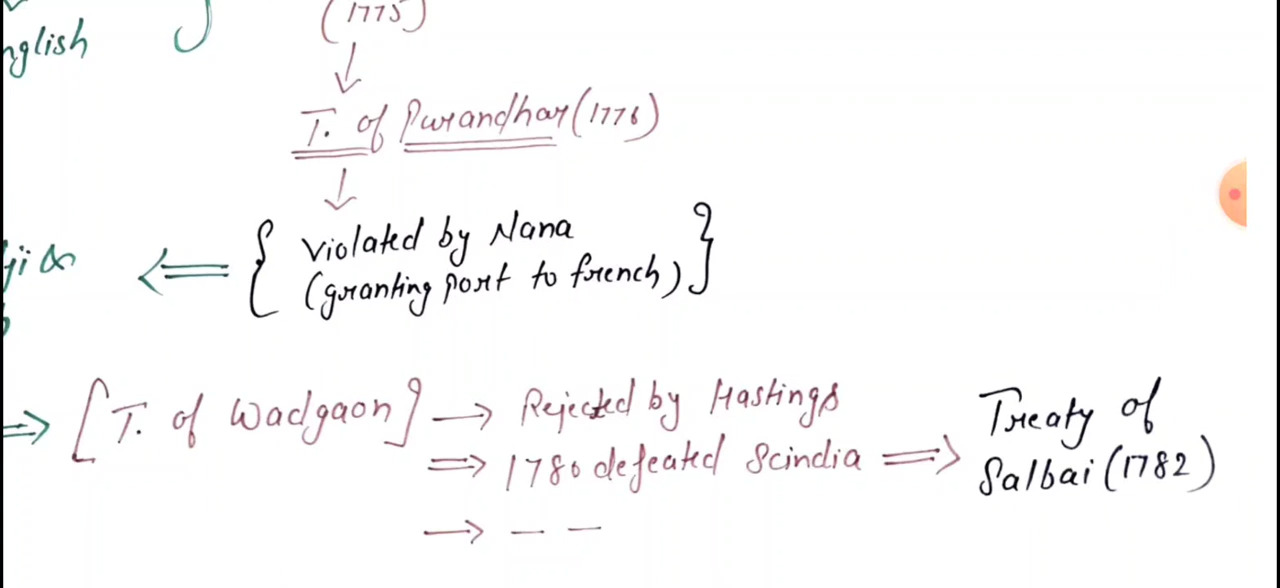 (1775)
nglish
↓
T. of Purandhar (1776)
↓
{ violated by Nana
(granting port to french) }
⇐
⇒ [T. of Wadgaon] → Rejected by Hastings
⇒ 1780 defeated Scindia ⇒ Treaty of
Salbai (1782)
→ — —